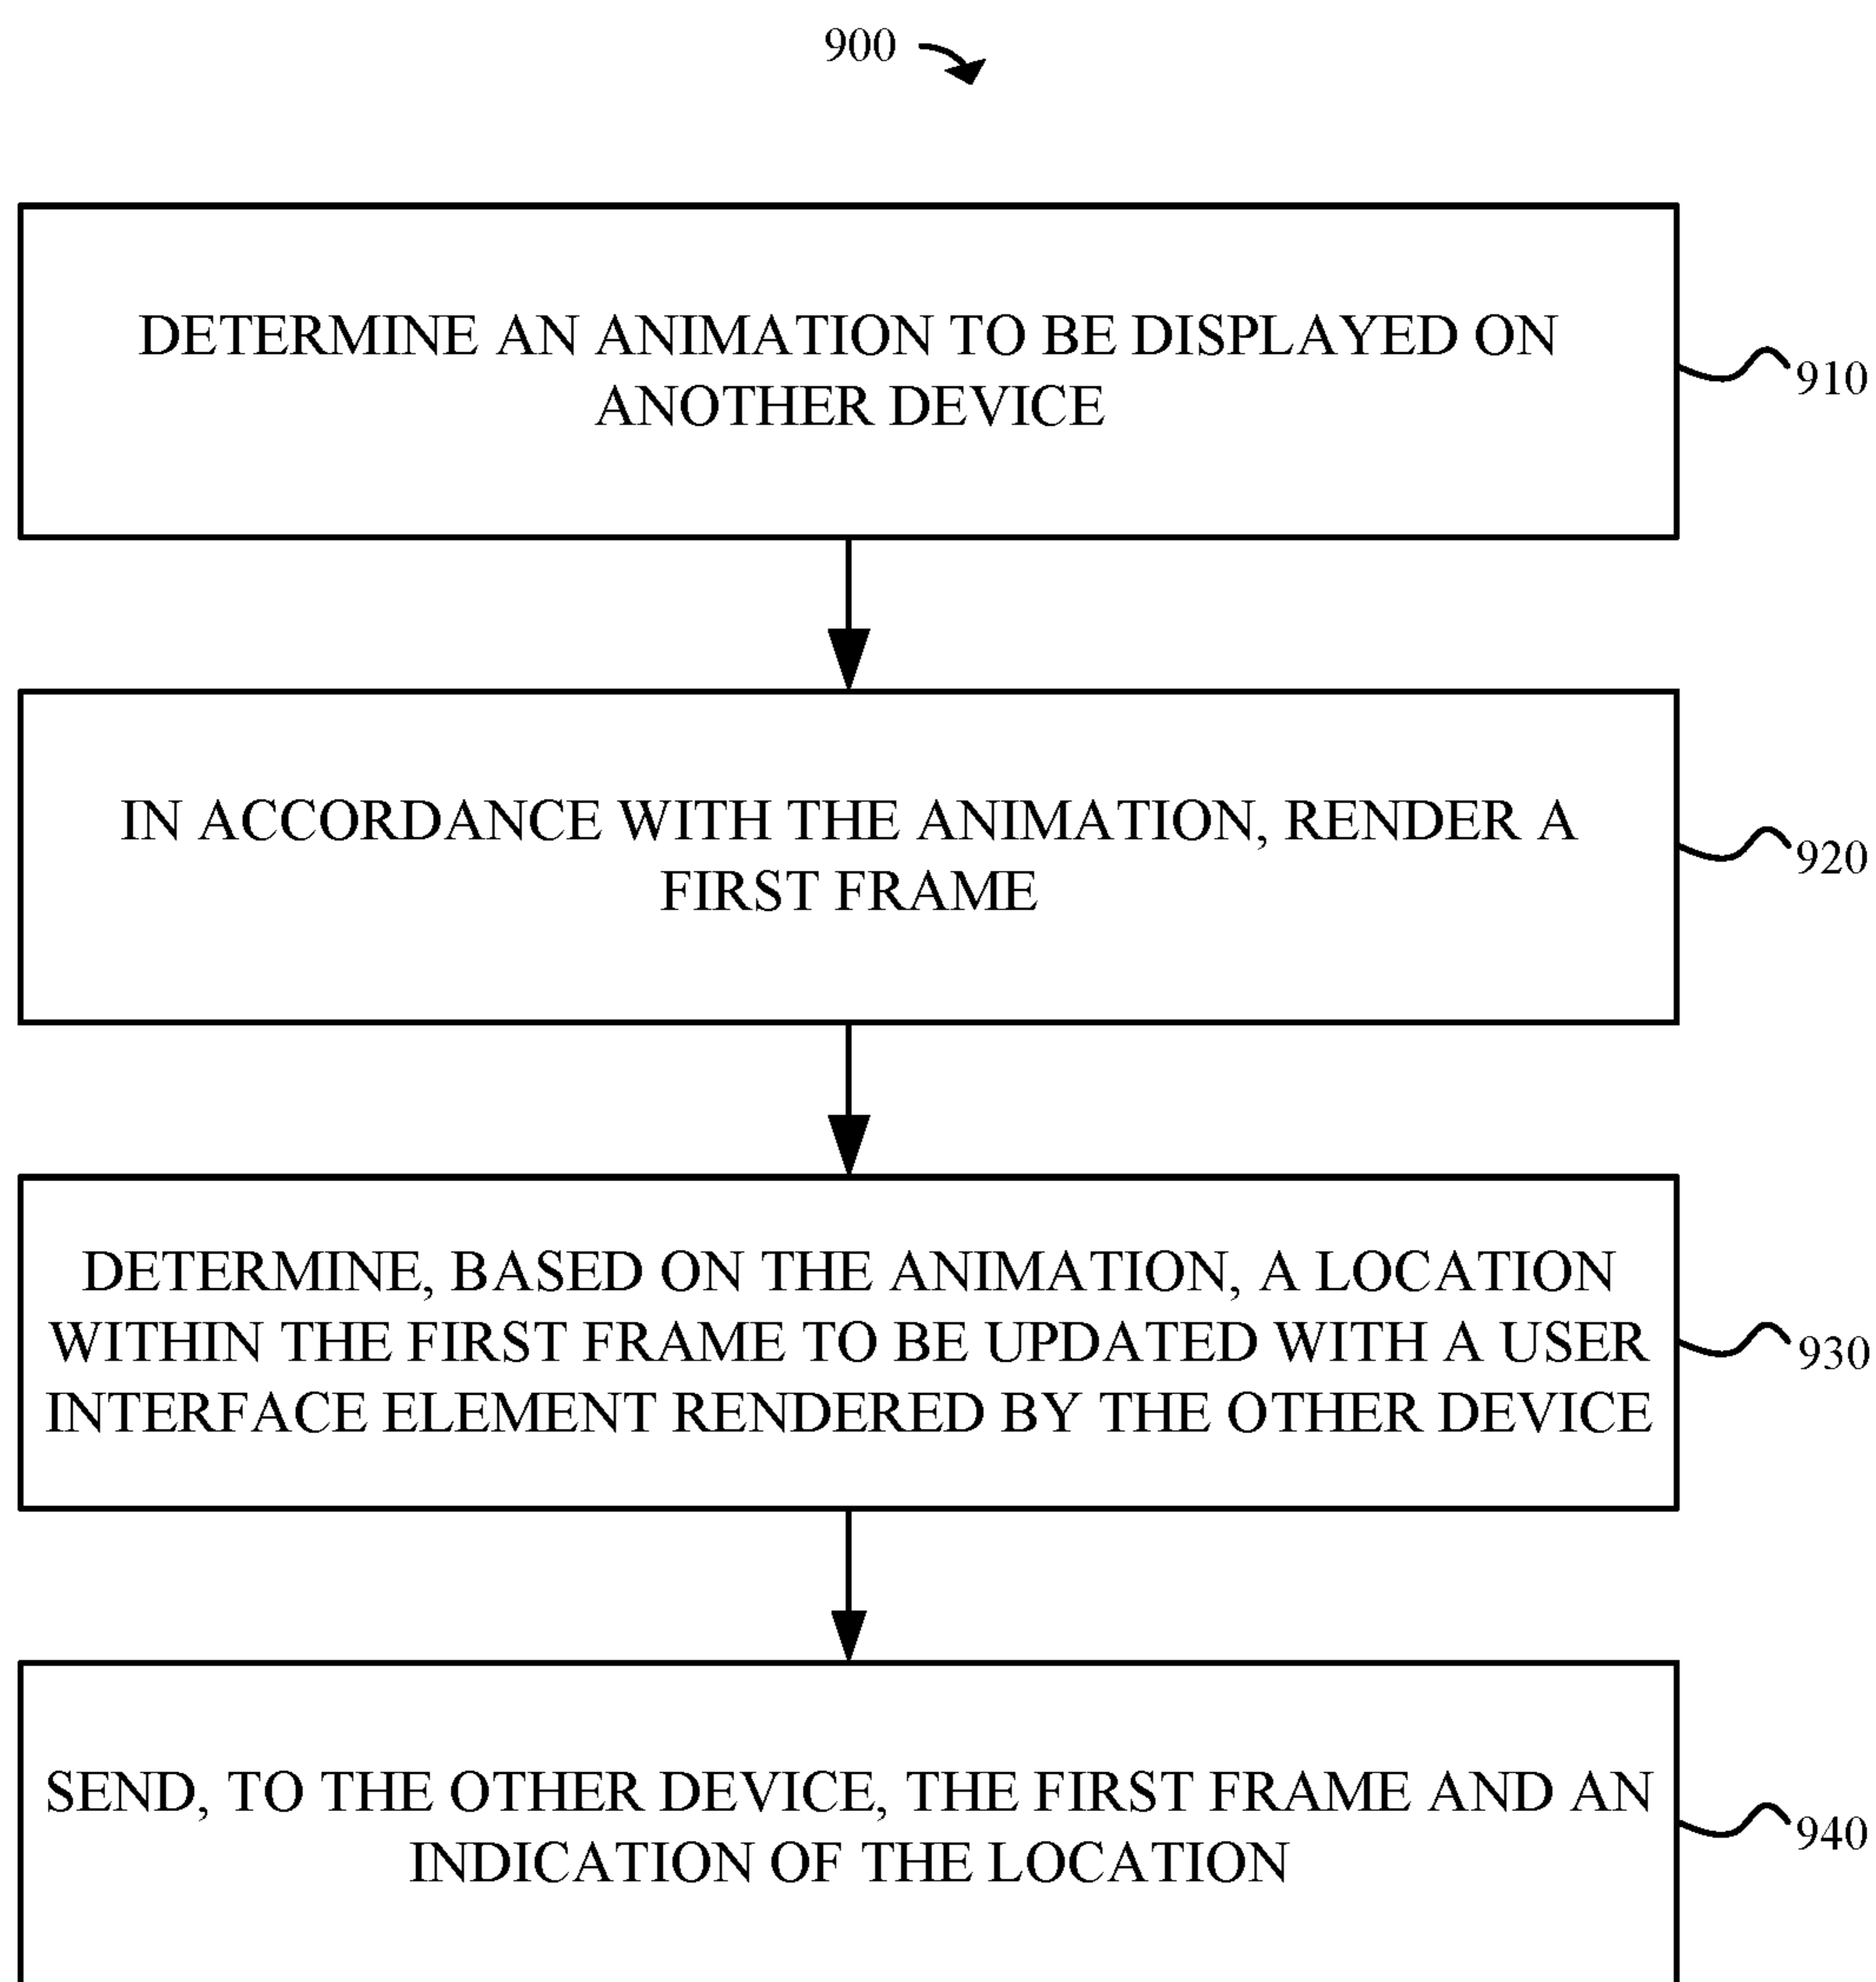 900
DETERMINE AN ANIMATION TO BE DISPLAYED ON
ANOTHER DEVICE
910
IN ACCORDANCE WITH THE ANIMATION, RENDER A
FIRST FRAME
920
DETERMINE, BASED ON THE ANIMATION, A LOCATION
WITHIN THE FIRST FRAME TO BE UPDATED WITH A USER
INTERFACE ELEMENT RENDERED BY THE OTHER DEVICE
930
SEND, TO THE OTHER DEVICE, THE FIRST FRAME AND AN
INDICATION OF THE LOCATION
940